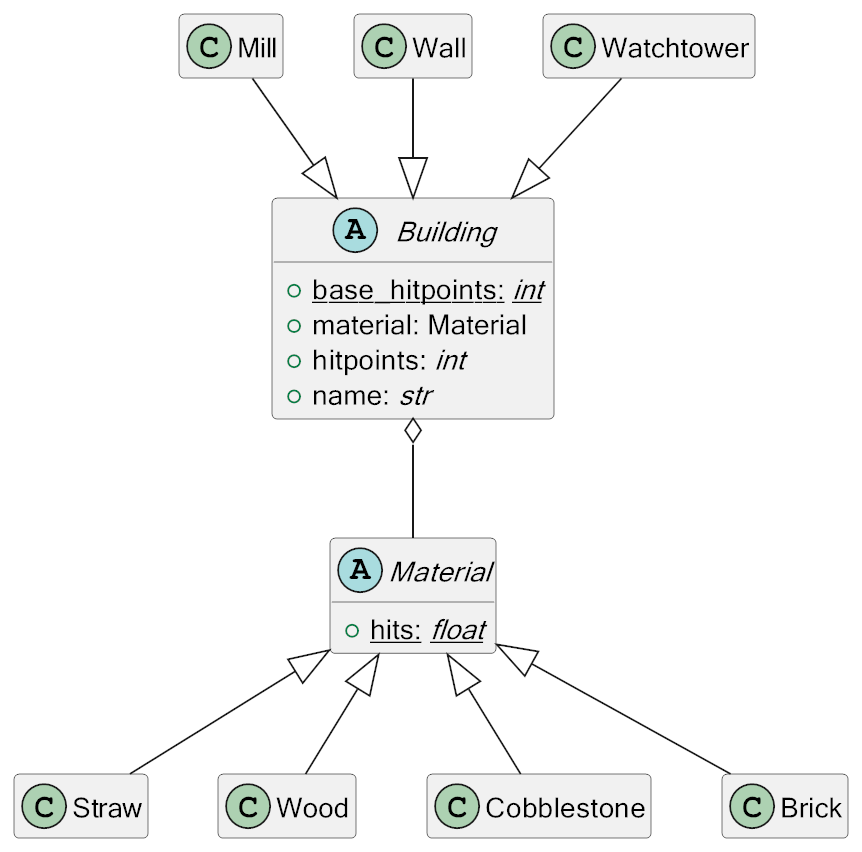 C Mill
C Wall
C Watchtower
A Building
base_hitpoints: int
material: Material
hitpoints: int
name: str
A Material
hits: float
C Straw
C Wood
C Cobblestone
C Brick